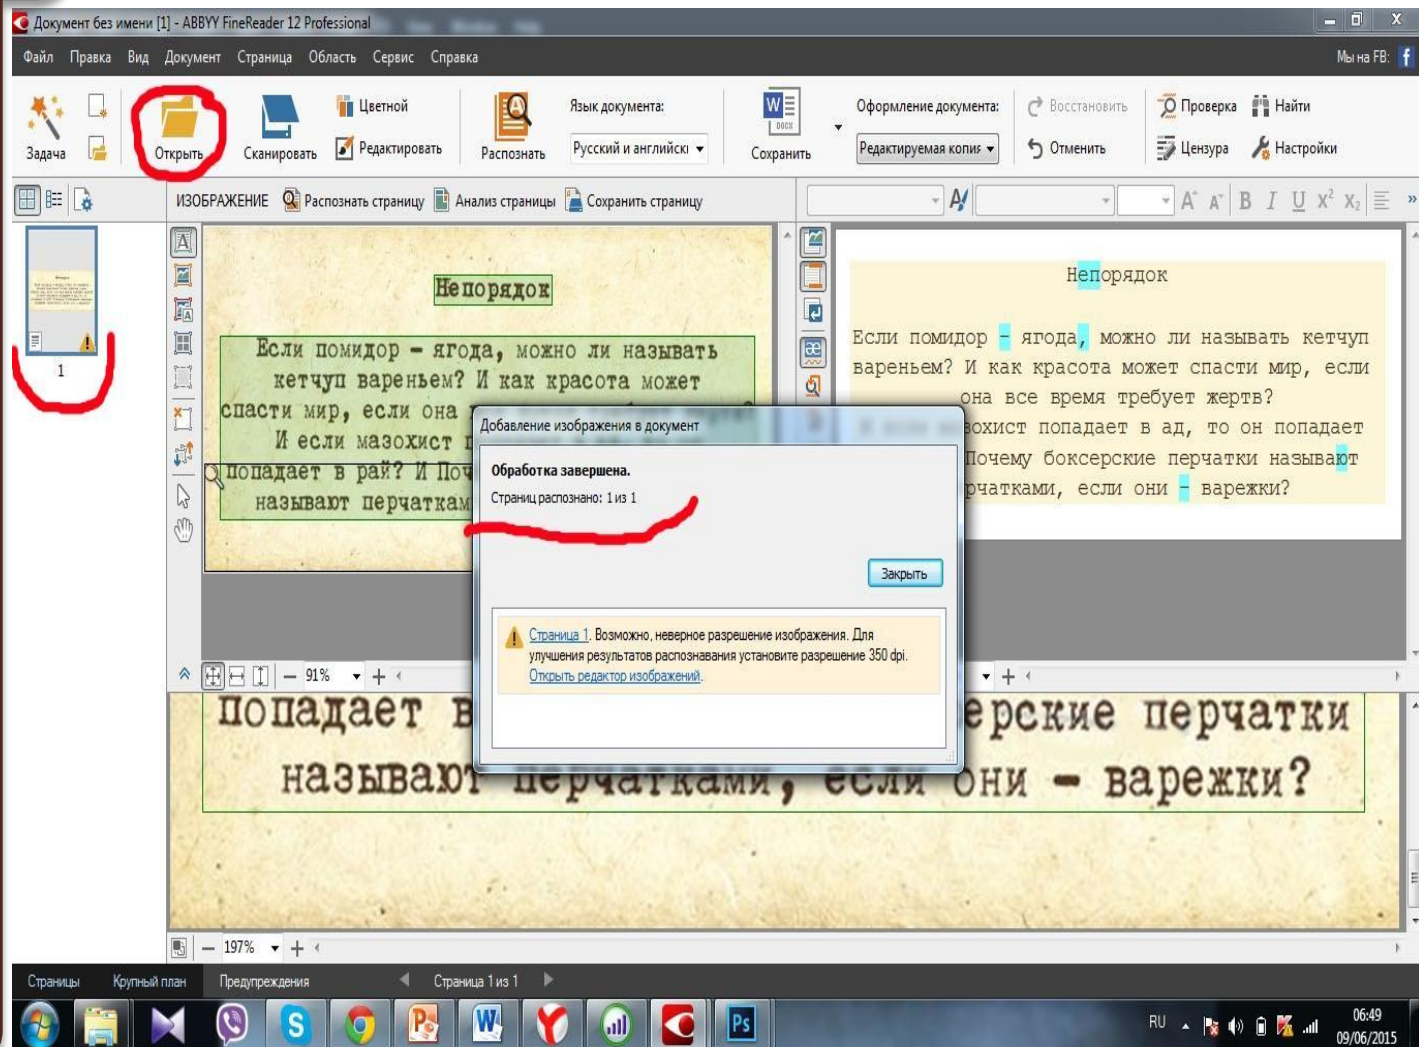 Документ без имени [1] - ABBYY FineReader 12 Professional
Файл Правка Вид Документ Страница Область Сервис Справка
Мы на FB:
Задача
Открыть
Сканировать
Цветной
Редактировать
Распознать
Язык документа:
Русский и английски
W
DOCX
Сохранить
Оформление документа:
Редактируемая копия
Восстановить
Отменить
Проверка
Цензура
Найти
Настройки
ИЗОБРАЖЕНИЕ Распознать страницу Анализ страницы Сохранить страницу
1
Непорядок
Если помидор – ягода, можно ли называть
кетчуп вареньем? И как красота может
спасти мир, если она
И если мазохист
попадает в рай? И Поч
называют перчаткам
Непорядок
Если помидор – ягода, можно ли называть кетчуп
вареньем? И как красота может спасти мир, если
она все время требует жертв?
зохист попадает в ад, то он попадает
Почему боксерские перчатки называют
рчатками, если они – варежки?
Добавление изображения в документ
Обработка завершена.
Страниц распознано: 1 из 1
Закрыть
Страница 1. Возможно, неверное разрешение изображения. Для
улучшения результатов распознавания установите разрешение 350 dpi.
Открыть редактор изображений.
91%
попадает в ерские перчатки
называют перчатками, если они – варежки?
197%
Страницы Крупный план Предупреждения Страница 1 из 1
RU
06:49
09/06/2015